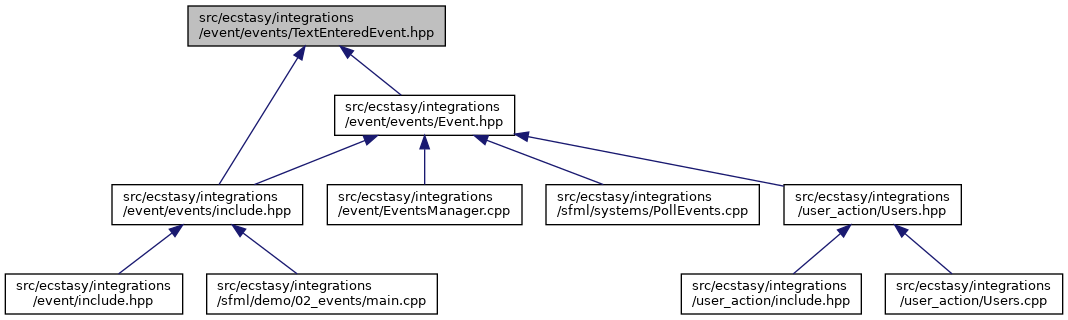 src/ecstasy/integrations
/event/events/TextEnteredEvent.hpp
src/ecstasy/integrations
/event/events/Event.hpp
src/ecstasy/integrations
/event/events/include.hpp
src/ecstasy/integrations
/event/EventsManager.cpp
src/ecstasy/integrations
/sfml/systems/PollEvents.cpp
src/ecstasy/integrations
/user_action/Users.hpp
src/ecstasy/integrations
/event/include.hpp
src/ecstasy/integrations
/sfml/demo/02_events/main.cpp
src/ecstasy/integrations
/user_action/include.hpp
src/ecstasy/integrations
/user_action/Users.cpp